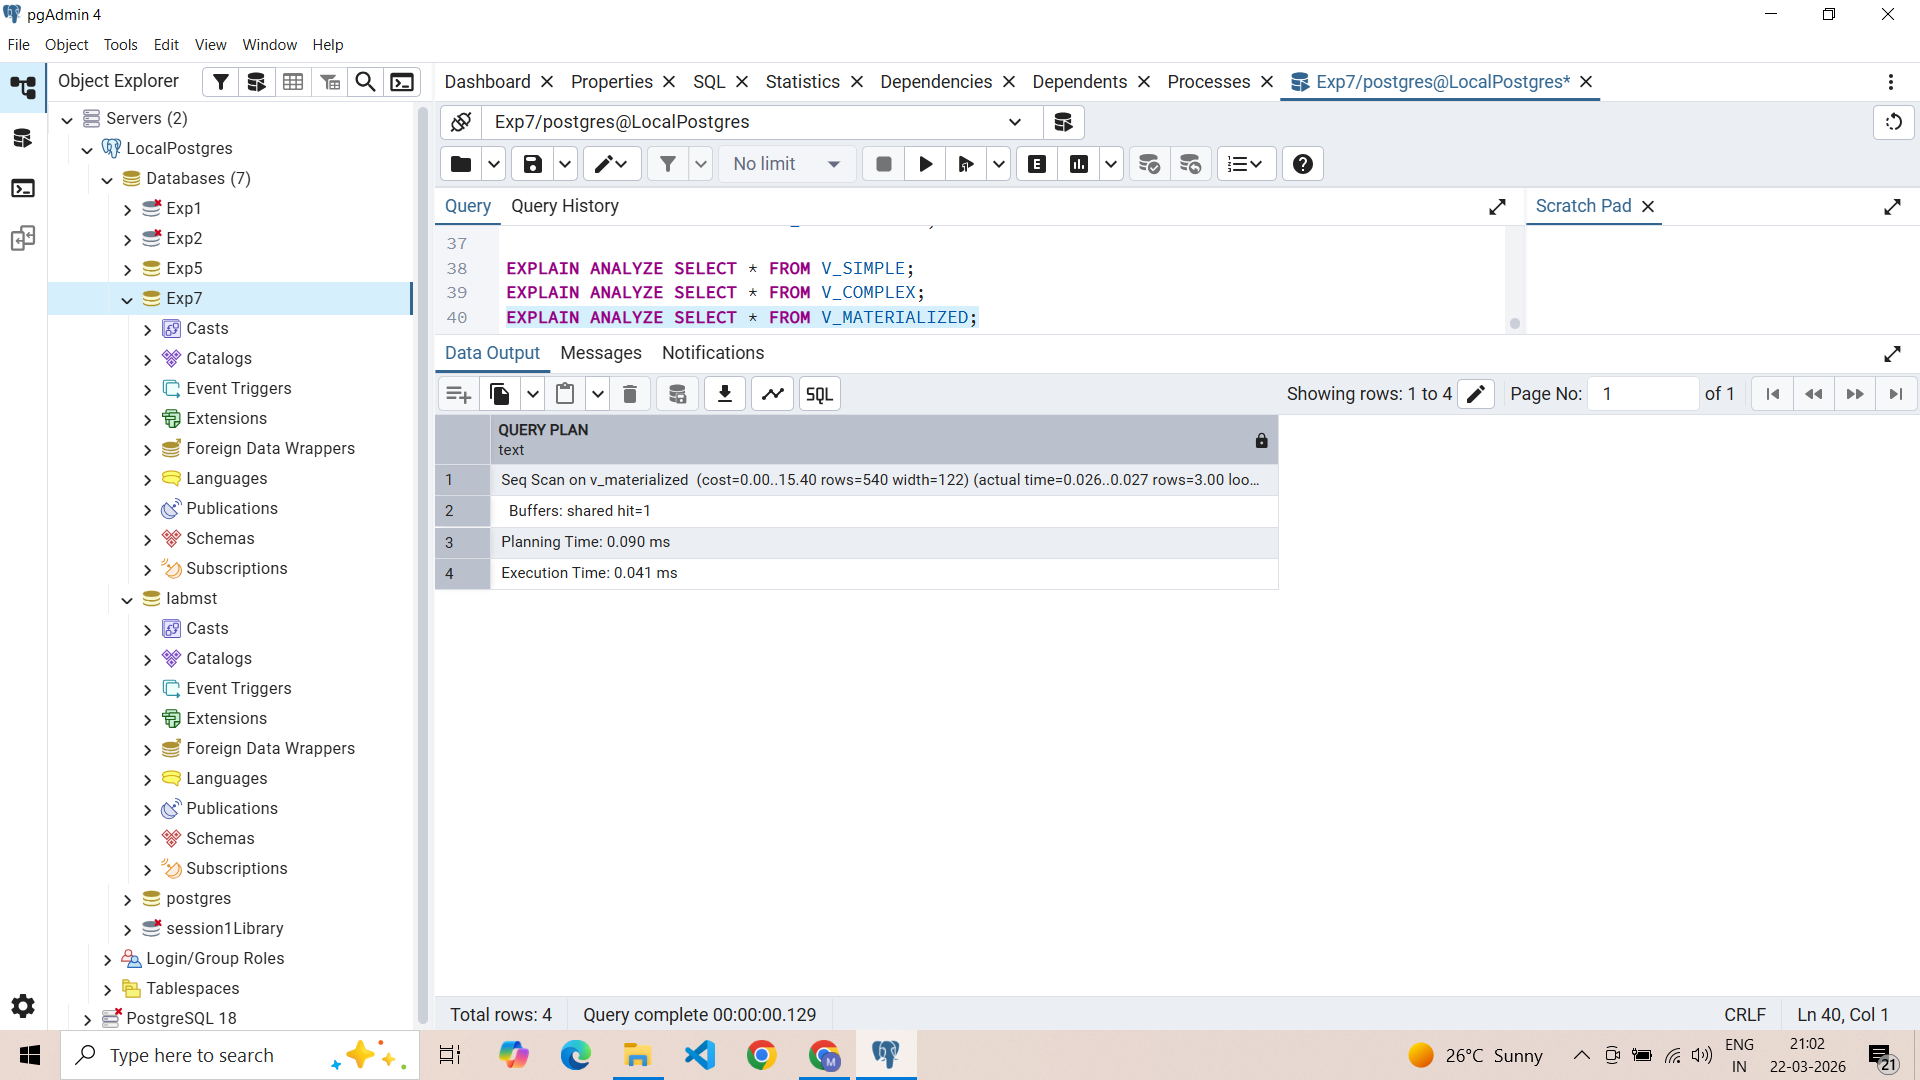 pgAdmin 4
File Object Tools Edit View Window Help
Object Explorer
Dashboard Properties SQL Statistics Dependencies Dependents Processes Exp7/postgres@LocalPostgres*
Servers (2)
LocalPostgres
Databases (7)
Exp1
Exp2
Exp5
Exp7
Casts
Catalogs
Event Triggers
Extensions
Foreign Data Wrappers
Languages
Publications
Schemas
Subscriptions
labmst
Casts
Catalogs
Event Triggers
Extensions
Foreign Data Wrappers
Languages
Publications
Schemas
Subscriptions
postgres
session1Library
Login/Group Roles
Tablespaces
PostgreSQL 18
Exp7/postgres@LocalPostgres
No limit
E
Query Query History
Scratch Pad
37
38 EXPLAIN ANALYZE SELECT * FROM V_SIMPLE;
39 EXPLAIN ANALYZE SELECT * FROM V_COMPLEX;
40 EXPLAIN ANALYZE SELECT * FROM V_MATERIALIZED;
Data Output Messages Notifications
SQL
Showing rows: 1 to 4 Page No: 1 of 1
QUERY PLAN
text
1 Seq Scan on v_materialized (cost=0.00..15.40 rows=540 width=122) (actual time=0.026..0.027 rows=3.00 loo…
2 Buffers: shared hit=1
3 Planning Time: 0.090 ms
4 Execution Time: 0.041 ms
Total rows: 4 Query complete 00:00:00.129 CRLF Ln 40, Col 1
Type here to search
M
26°C Sunny
ENG
IN
21:02
22-03-2026
21